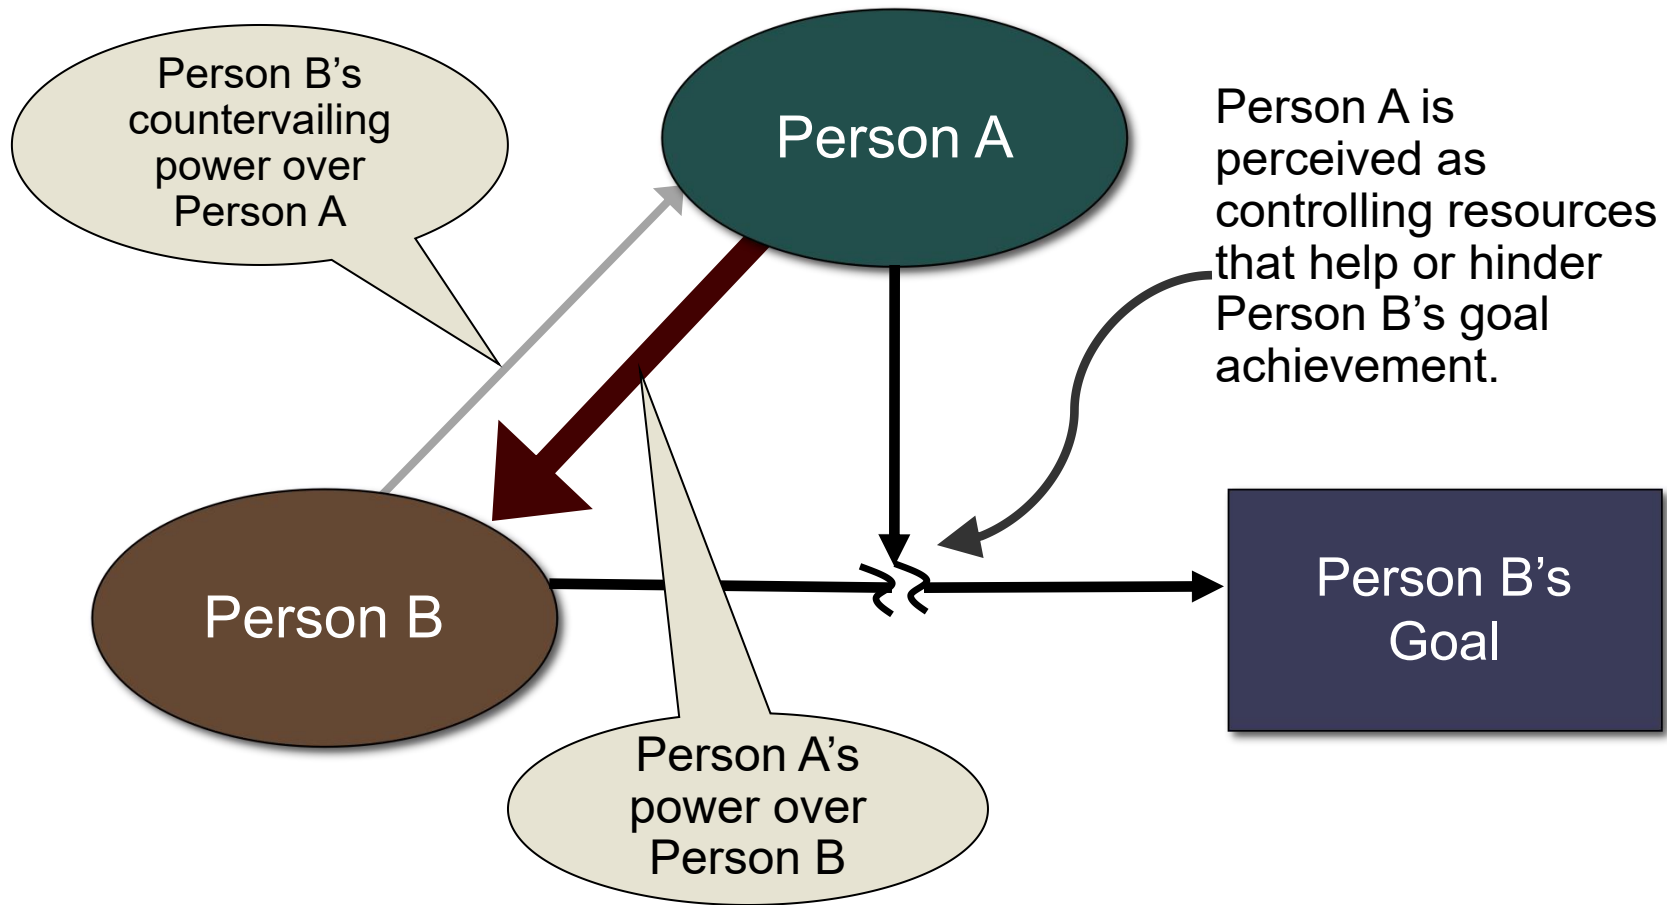 Person B’s
countervailing
power over
Person A
Person A
Person A is
perceived as
controlling resources
that help or hinder
Person B’s goal
achievement.
Person B
Person B’s
Goal
Person A’s
power over
Person B